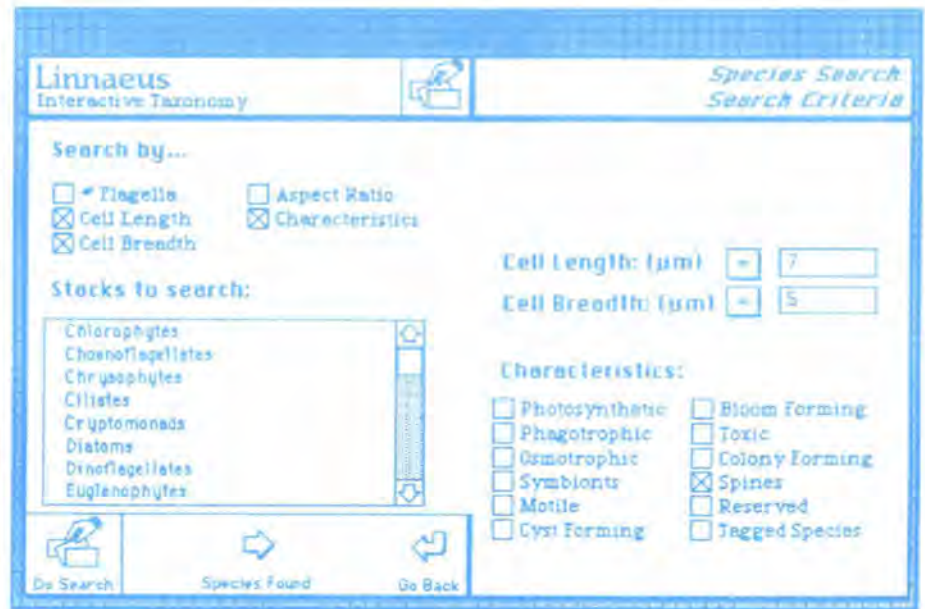 Linnaeus
Interactive Taxonomy
Species Search
Search Criteria
Search by...
# Flagella
Aspect Ratio
Cell Length
Characteristics
Cell Breadth
Stacks to search:
Chlorophytes
Choanoflagellates
Chrysophytes
Ciliates
Cryptomonads
Diatoms
Dinoflagellates
Euglenophytes
Cell Length: (µm) = 7
Cell Breadth: (µm) = 5
Characteristics:
Photosynthetic
Phagotrophic
Osmotrophic
Symbionts
Motile
Cyst Forming
Bloom Forming
Toxic
Colony Forming
Spines
Reserved
Tagged Species
Do Search
Species Found
Go Back